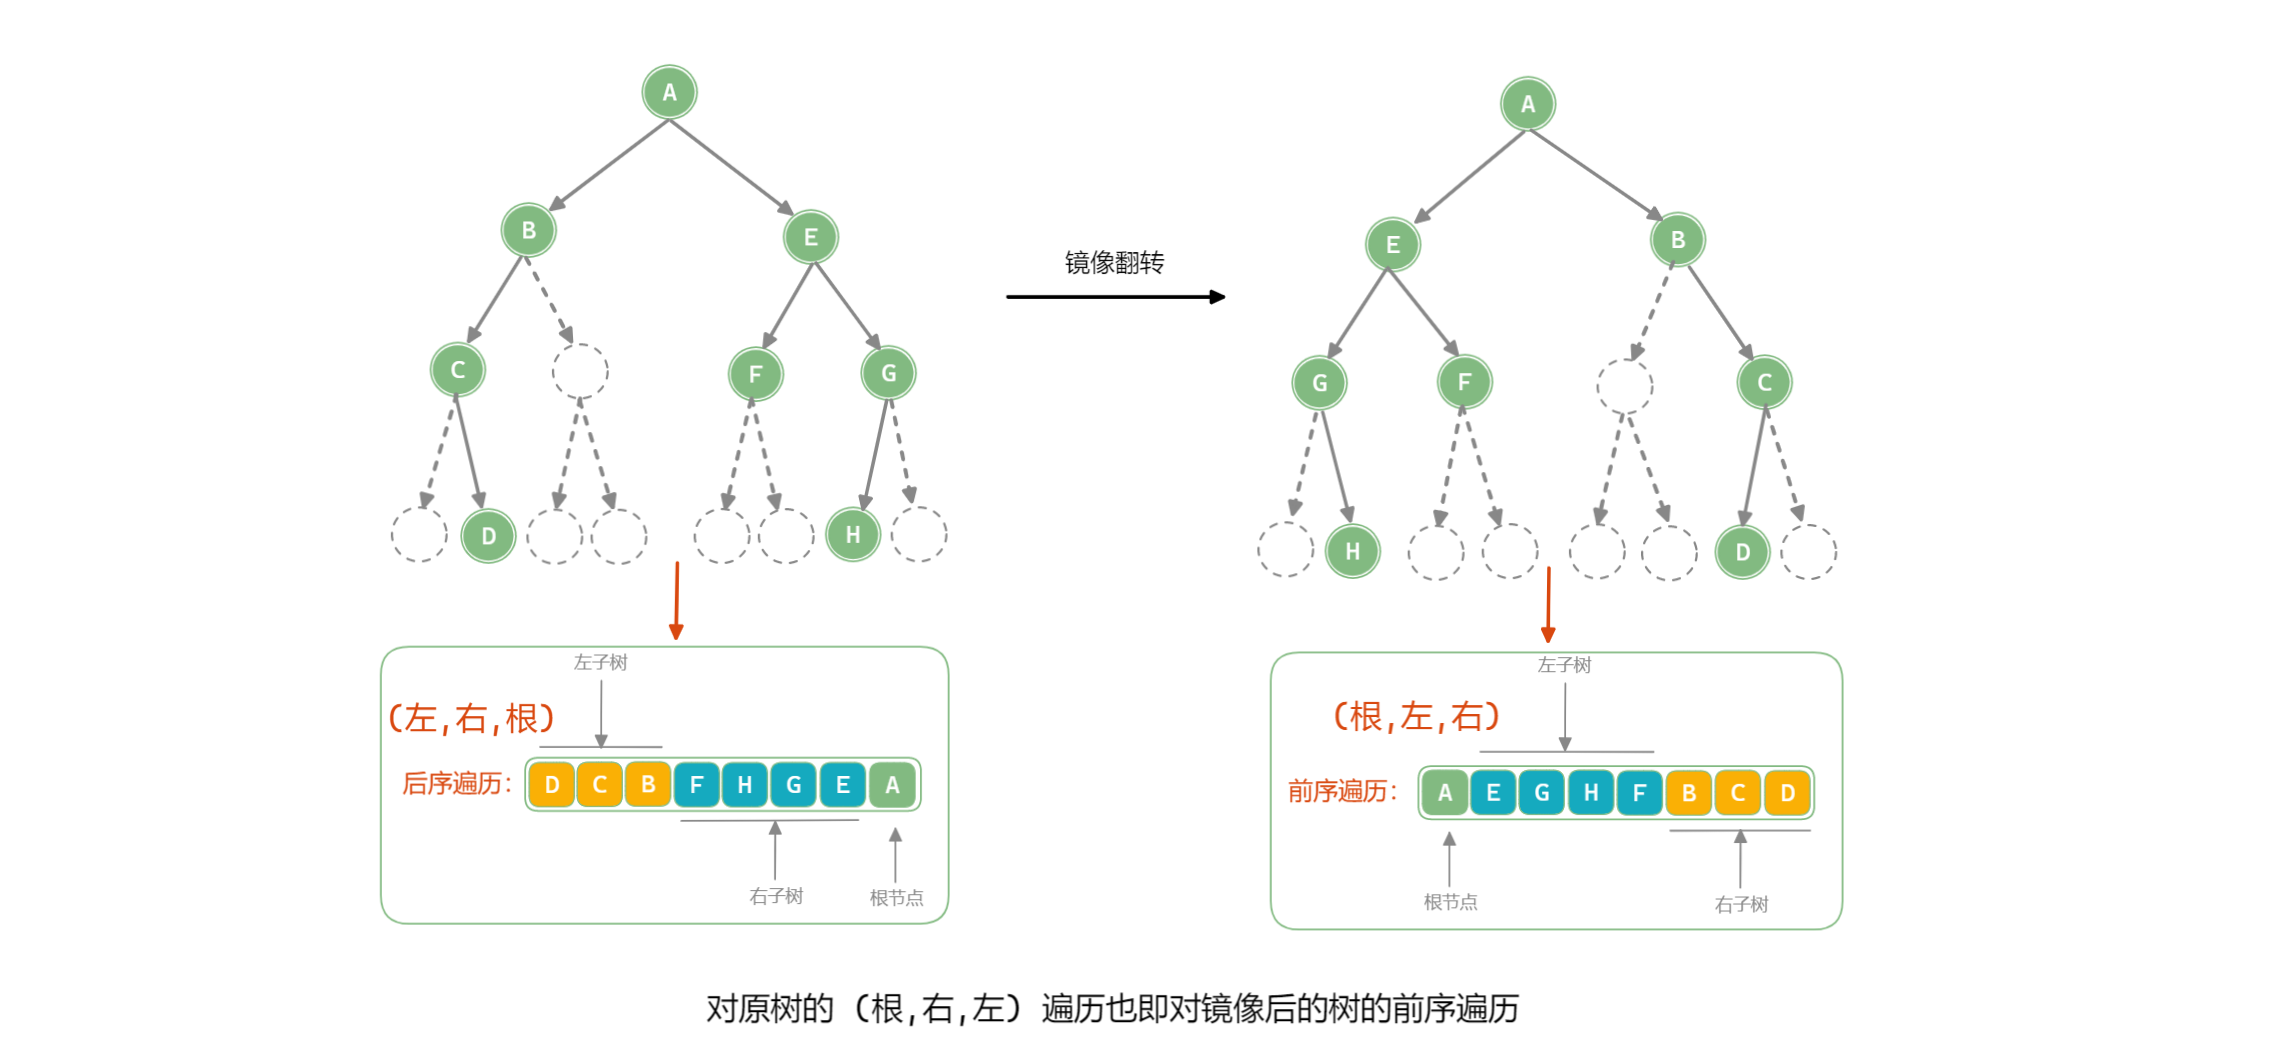 A
B
E
C
F
G
D
H
镜像翻转
A
E
B
G
F
C
H
D
左子树
(左,右,根)
后序遍历:
D C B F H G E A
右子树
根节点
左子树
(根,左,右)
前序遍历:
A E G H F B C D
根节点
右子树
对原树的 (根,右,左) 遍历也即对镜像后的树的前序遍历